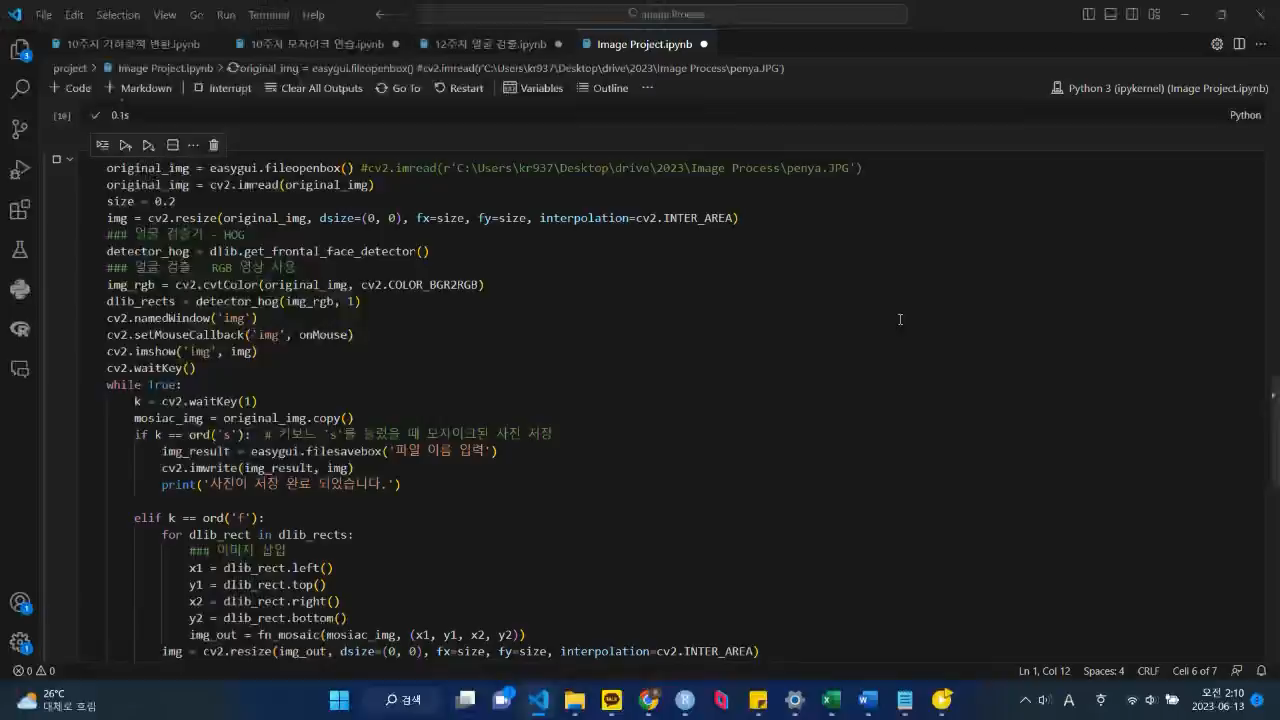 File Edit Selection View Go Run Terminal Help
10주차 기하학적 변환.ipynb 10주차 모자이크 연습.ipynb 12주차 얼굴 검출.ipynb Image Project.ipynb
project > Image Project.ipynb > original_img = easygui.fileopenbox() #cv2.imread(r'C:\Users\kr937\Desktop\drive\2023\Image Process\penya.JPG')
+ Code + Markdown Interrupt Clear All Outputs Go To Restart Variables Outline ... Python 3 (ipykernel) (Image Project.ipynb)
[10] ✓ 0.1s Python
original_img = easygui.fileopenbox() #cv2.imread(r'C:\Users\kr937\Desktop\drive\2023\Image Process\penya.JPG')
original_img = cv2.imread(original_img)
size = 0.2
img = cv2.resize(original_img, dsize=(0, 0), fx=size, fy=size, interpolation=cv2.INTER_AREA)
### 얼굴 검출기 - HOG
detector_hog = dlib.get_frontal_face_detector()
### 얼굴 검출 RGB 영상 사용
img_rgb = cv2.cvtColor(original_img, cv2.COLOR_BGR2RGB)
dlib_rects = detector_hog(img_rgb, 1)
cv2.namedWindow('img')
cv2.setMouseCallback('img', onMouse)
cv2.imshow('img', img)
cv2.waitKey()
while True:
k = cv2.waitKey(1)
mosiac_img = original_img.copy()
if k == ord('s'): # 키보드 's'를 눌렀을 때 모자이크된 사진 저장
img_result = easygui.filesavebox('파일 이름 입력')
cv2.imwrite(img_result, img)
print('사진이 저장 완료 되었습니다.')
elif k == ord('f'):
for dlib_rect in dlib_rects:
### 이미지 삽입
x1 = dlib_rect.left()
y1 = dlib_rect.top()
x2 = dlib_rect.right()
y2 = dlib_rect.bottom()
img_out = fn_mosaic(mosiac_img, (x1, y1, x2, y2))
img = cv2.resize(img_out, dsize=(0, 0), fx=size, fy=size, interpolation=cv2.INTER_AREA)
0 0 Ln 1, Col 12 Spaces: 4 CRLF Cell 6 of 7
26°C
대체로 흐림
검색
A
오전 2:10
2023-06-13